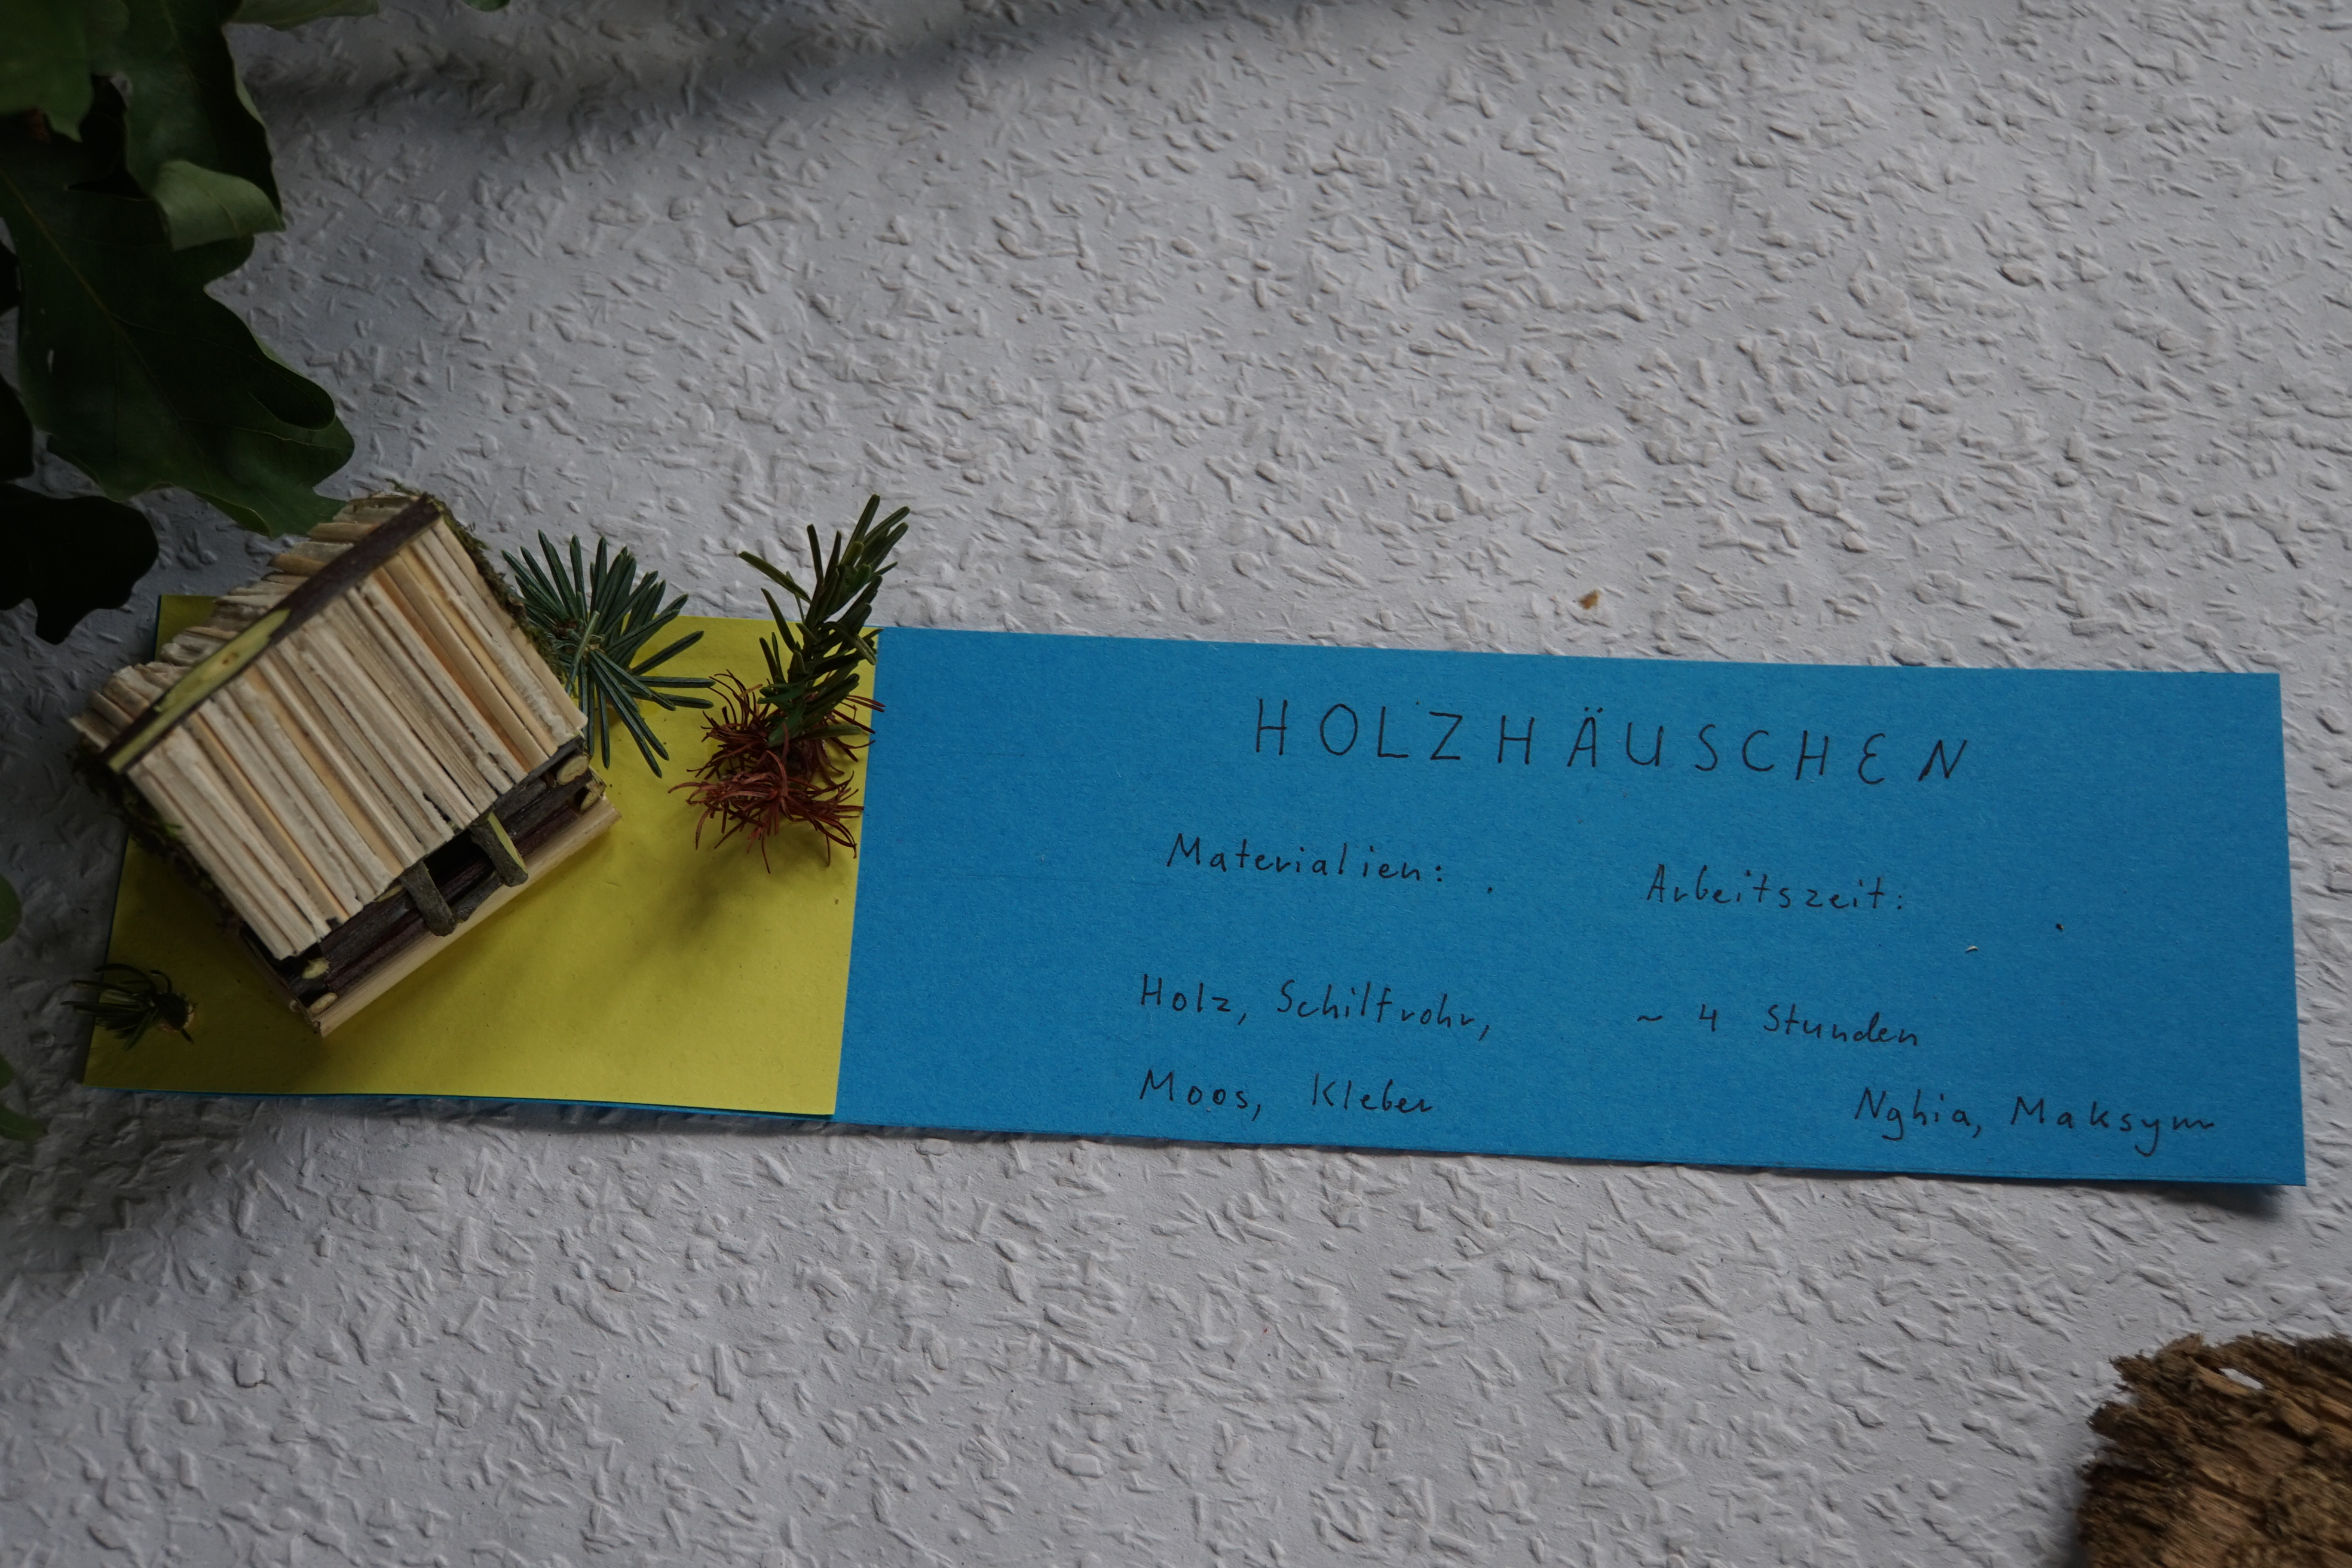 HOLZHÄUSCHEN
Materialien:
Arbeitszeit:
Holz, Schilfrohr,
Moos, Kleber
~ 4 Stunden
Nghia, Maksym